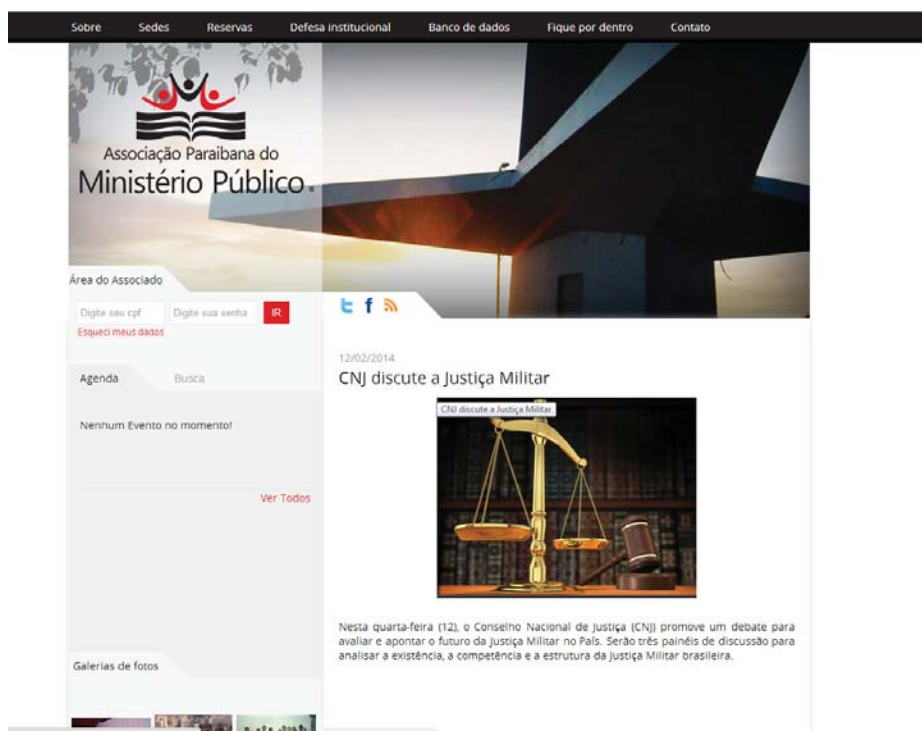 Sobre Sedes Reservas Defesa institucional Banco de dados Fique por dentro Contato
Associação Paraibana do
Ministério Público
Área do Associado
Digite seu cpf Digite sua senha IR
Esqueci meus dados
Agenda Busca
Nenhum Evento no momento!
Ver Todos
Galerias de fotos
12/02/2014
CNJ discute a Justiça Militar
CNJ discute a Justiça Militar
Nesta quarta-feira (12), o Conselho Nacional de Justiça (CNJ) promove um debate para
avaliar e apontar o futuro da Justiça Militar no País. Serão três painéis de discussão para
analisar a existência, a competência e a estrutura da Justiça Militar brasileira.